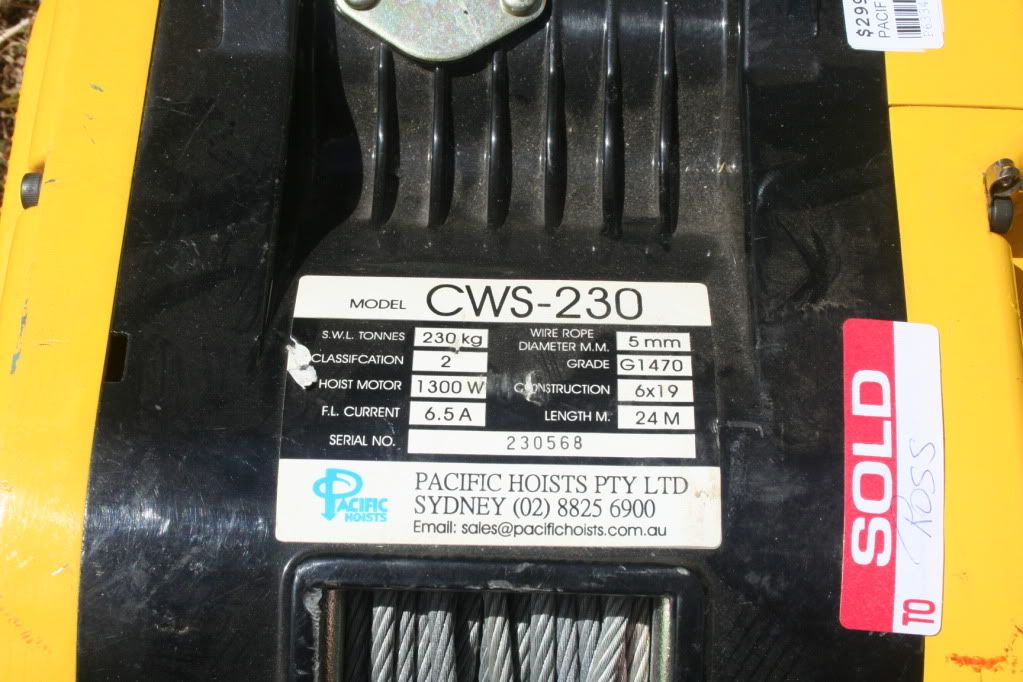 $299
PACIFI
MODEL CWS-230
S.W.L. TONNES 230 kg WIRE ROPE DIAMETER M.M. 5 mm
CLASSIFCATION 2 GRADE G1470
HOIST MOTOR 1300 W CONSTRUCTION 6x19
F.L. CURRENT 6.5 A LENGTH M. 24 M
SERIAL NO. 230568
PACIFIC HOISTS
PACIFIC HOISTS PTY LTD
SYDNEY (02) 8825 6900
Email: sales@pacifichoists.com.au
SOLD
TO ROSS